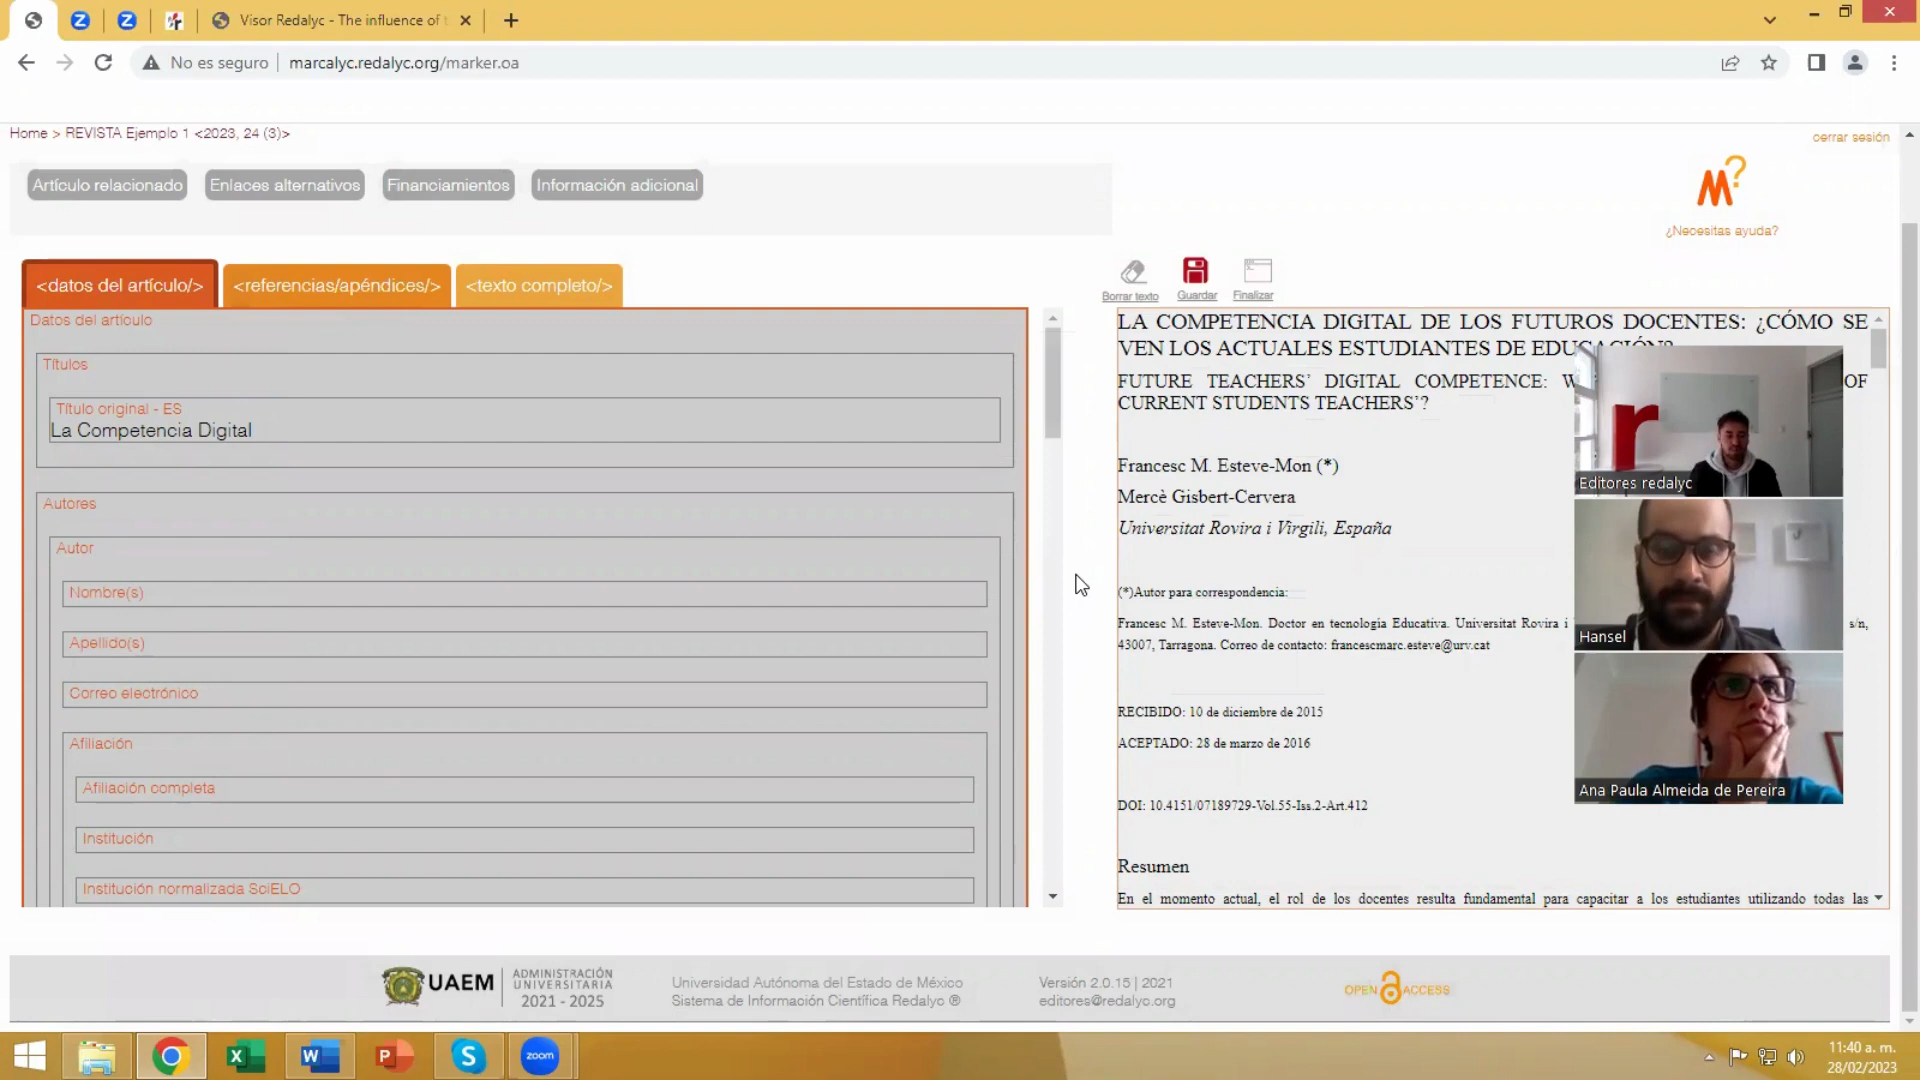 Visor Redalyc - The influence of t
No es seguro
marcalyc.redalyc.org/marker.oa
Home > REVISTA Ejemplo 1 <2023, 24 (3)>
cerrar sesión
Artículo relacionado
Enlaces alternativos
Financiamientos
Información adicional
M?
¿Necesitas ayuda?
<datos del artículo/>
<referencias/apéndices/>
<texto completo/>
Borrar texto
Guardar
Finalizar
Datos del artículo
Títulos
Título original - ES
La Competencia Digital
Autores
Autor
Nombre(s)
Apellido(s)
Correo electrónico
Afiliación
Afiliación completa
Institución
Institución normalizada SciELO
LA COMPETENCIA DIGITAL DE LOS FUTUROS DOCENTES: ¿CÓMO SE
VEN LOS ACTUALES ESTUDIANTES DE EDUCACIÓN?
FUTURE TEACHERS’ DIGITAL COMPETENCE: W OF
CURRENT STUDENTS TEACHERS’?
Francesc M. Esteve-Mon (*)
Mercè Gisbert-Cervera
Universitat Rovira i Virgili, España
(*)Autor para correspondencia:
Francesc M. Esteve-Mon. Doctor en tecnología Educativa. Universitat Rovira i s/n,
43007, Tarragona. Correo de contacto: francescmarc.esteve@urv.cat
RECIBIDO: 10 de diciembre de 2015
ACEPTADO: 28 de marzo de 2016
DOI: 10.4151/07189729-Vol.55-Iss.2-Art.412
Resumen
En el momento actual, el rol de los docentes resulta fundamental para capacitar a los estudiantes utilizando todas las
r
Editores redalyc
Hansel
Ana Paula Almeida de Pereira
UAEM
ADMINISTRACIÓN
UNIVERSITARIA
2021 - 2025
Universidad Autónoma del Estado de México
Sistema de Información Científica Redalyc ®
Versión 2.0.15 | 2021
editores@redalyc.org
OPEN ACCESS
zoom
11:40 a. m.
28/02/2023